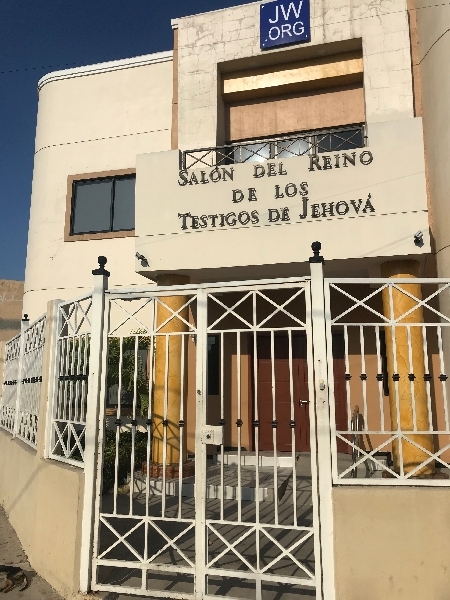 JW
.ORG
SALÓN DEL REINO
DE LOS
TESTIGOS DE JEHOVÁ